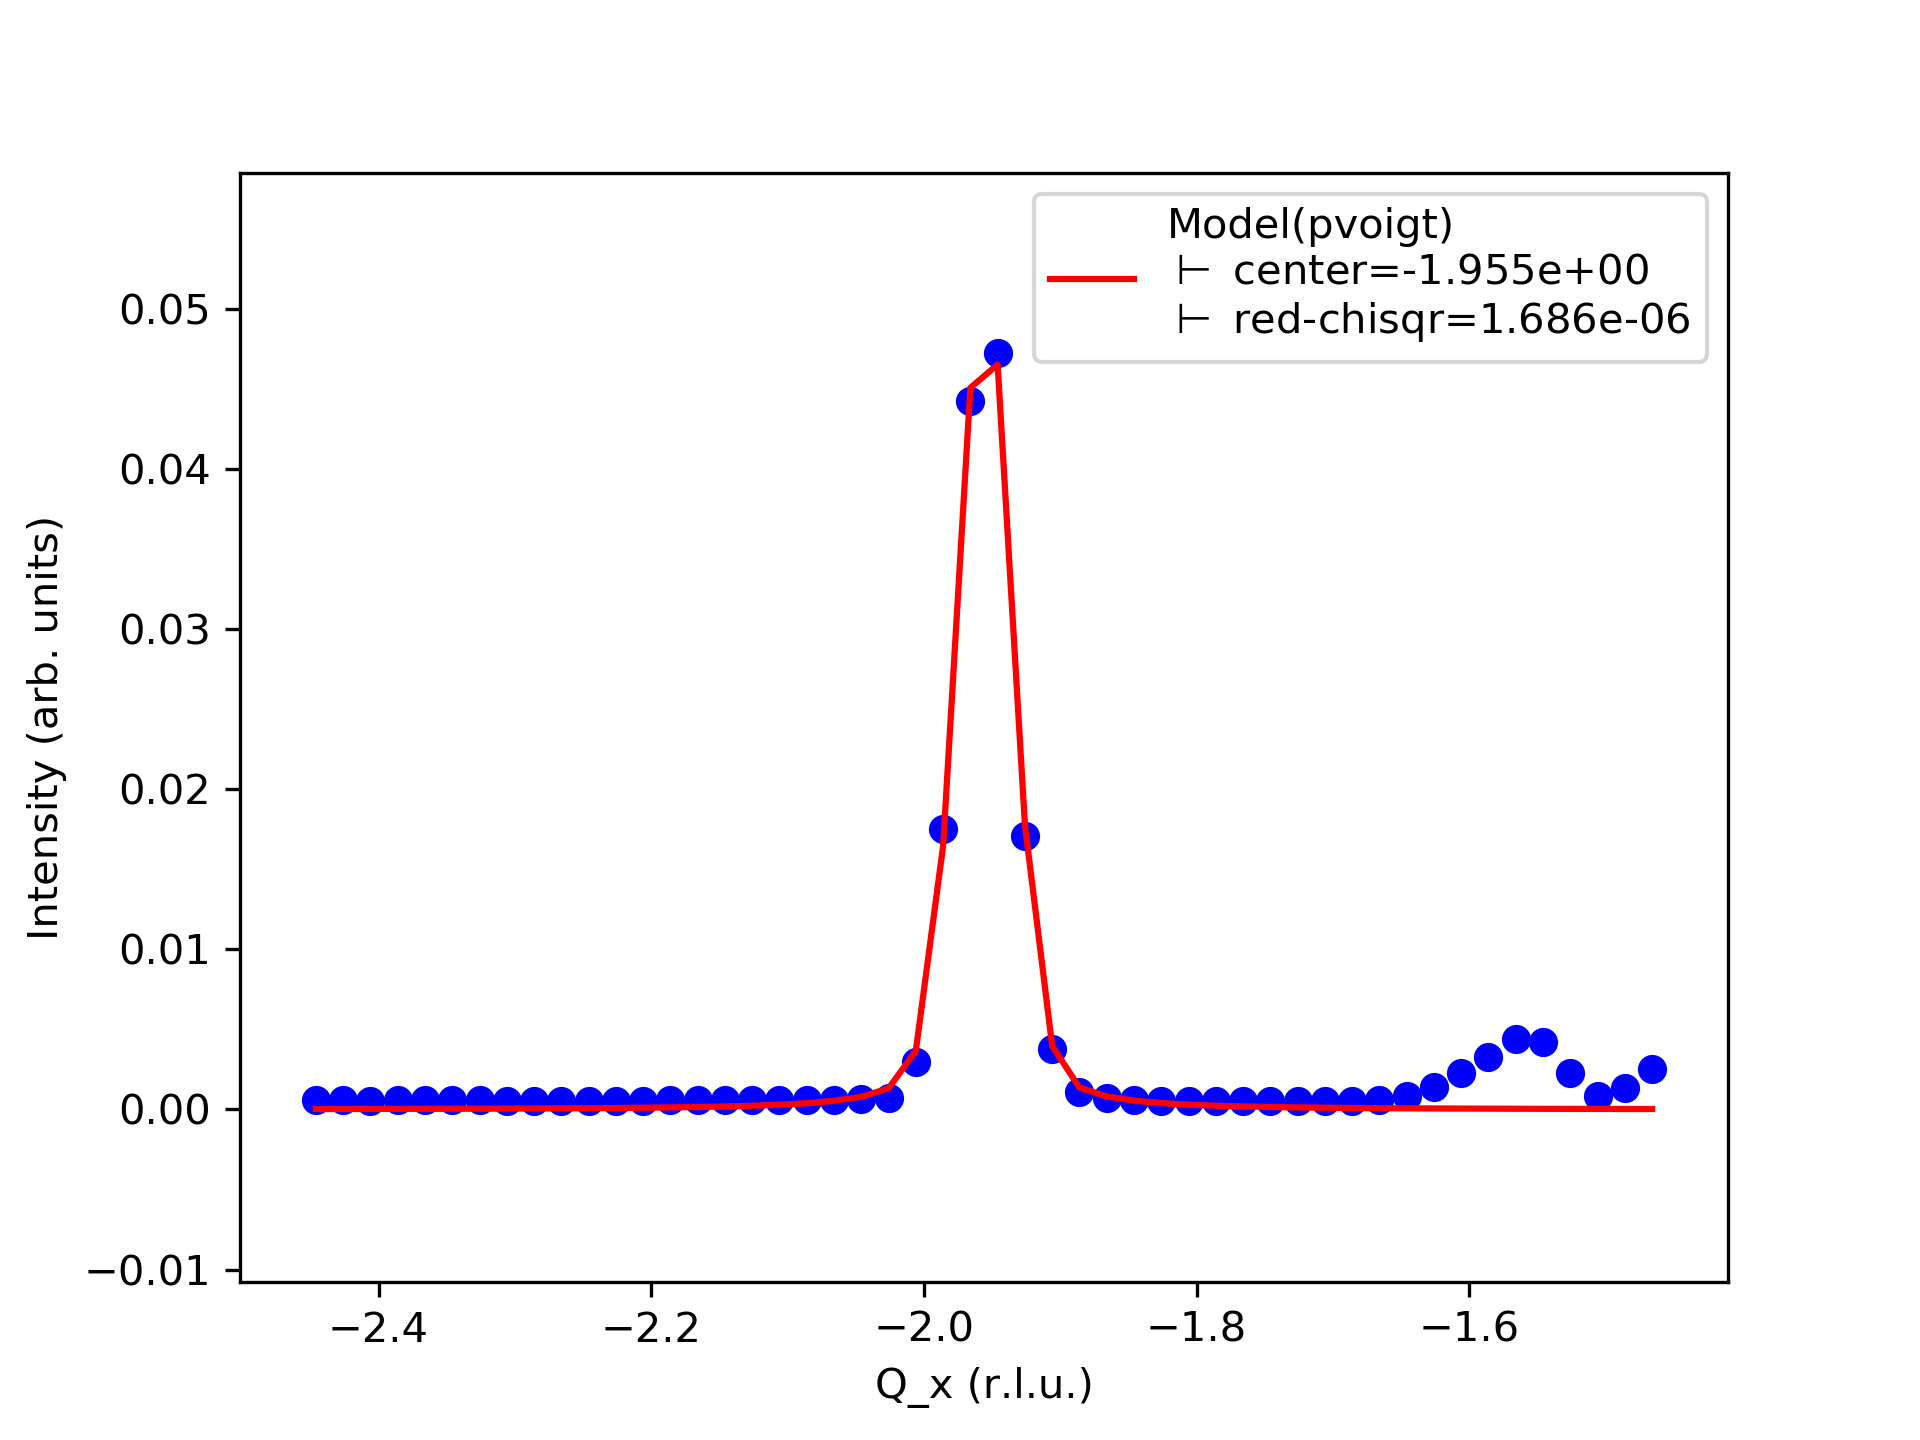 Model(pvoigt)
⊢ center=-1.955e+00
⊢ red-chisqr=1.686e-06
0.05
0.04
0.03
0.02
0.01
0.00
−0.01
Intensity (arb. units)
−2.4 −2.2 −2.0 −1.8 −1.6
Q_x (r.l.u.)